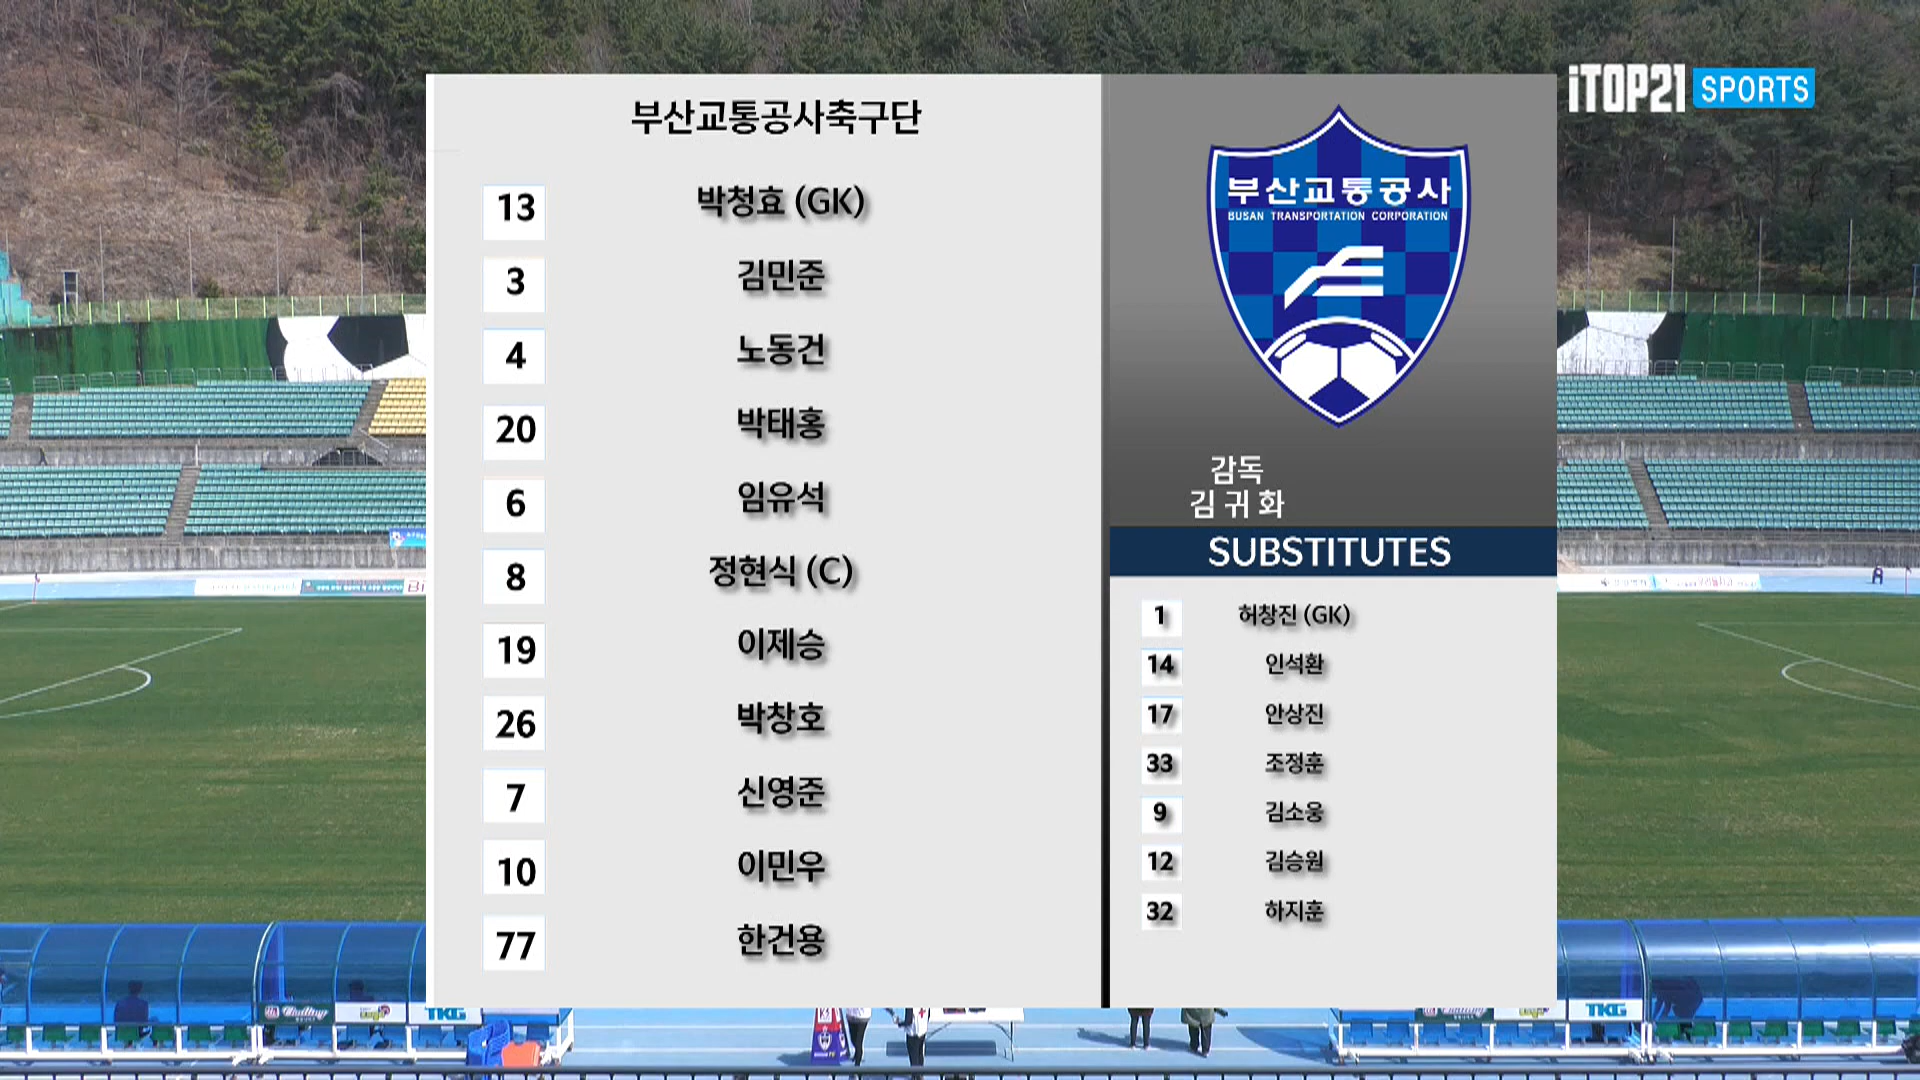 iTOP21 SPORTS
부산교통공사축구단
13 박청효 (GK)
3 김민준
4 노동건
20 박태홍
6 임유석
8 정현식 (C)
19 이제승
26 박창호
7 신영준
10 이민우
77 한건용
부산교통공사
BUSAN TRANSPORTATION CORPORATION
감독
김귀화
SUBSTITUTES
1 허창진 (GK)
14 인석환
17 안상진
33 조정훈
9 김소웅
12 김승원
32 하지훈
TKG
TKG